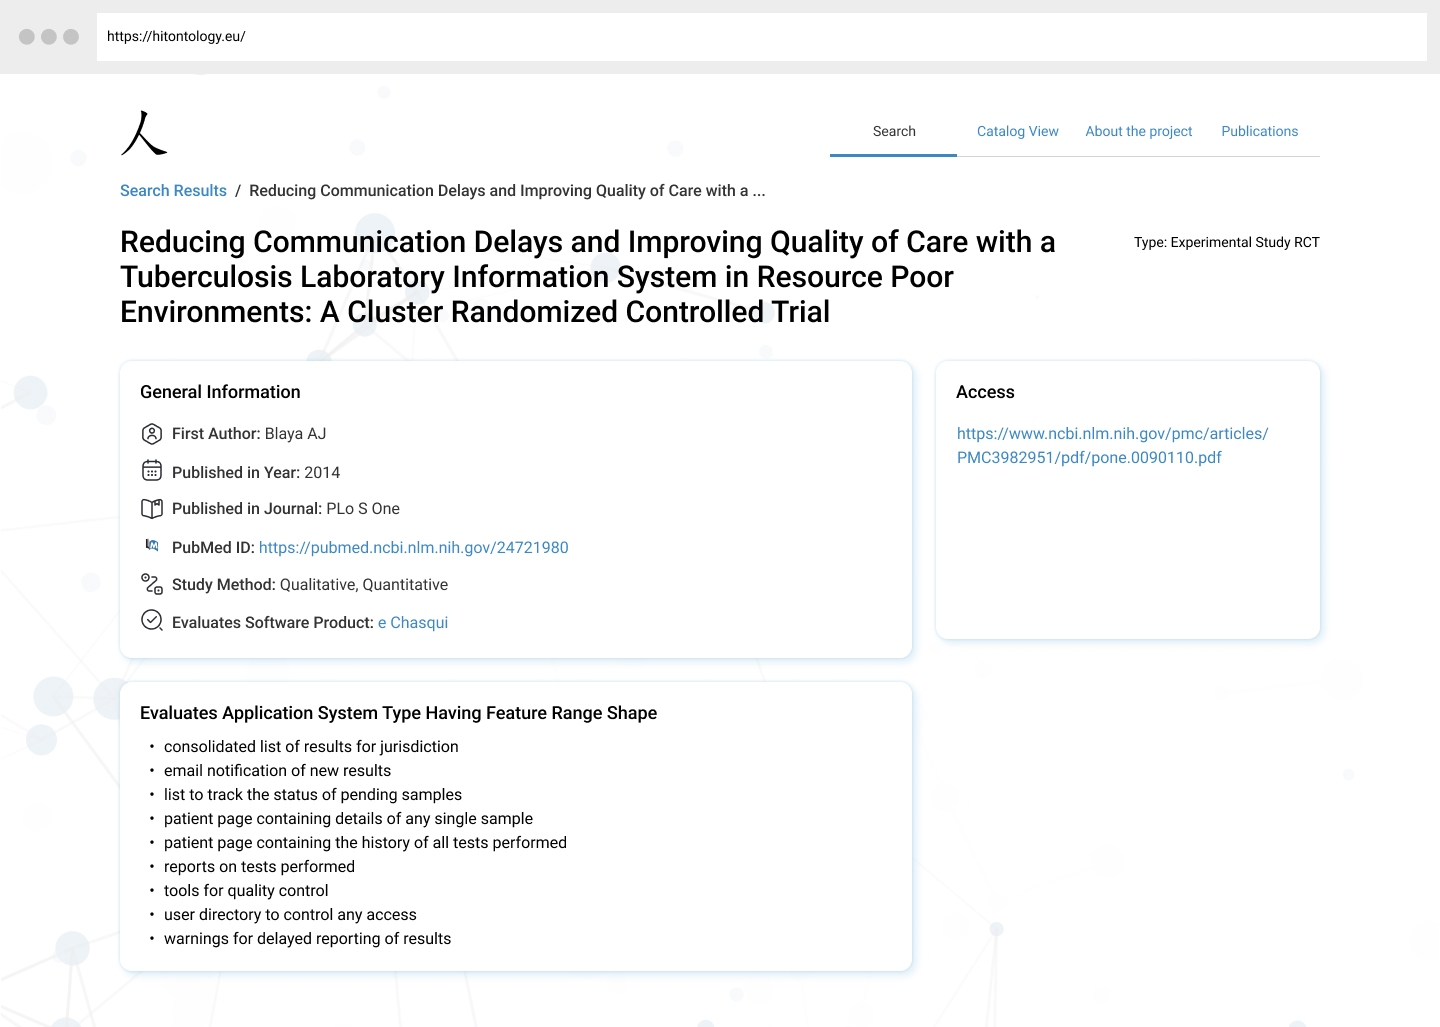 https://hitontology.eu/
人
Search Catalog View About the project Publications
Search Results / Reducing Communication Delays and Improving Quality of Care with a ...
Reducing Communication Delays and Improving Quality of Care with a
Tuberculosis Laboratory Information System in Resource Poor
Environments: A Cluster Randomized Controlled Trial
Type: Experimental Study RCT
General Information
First Author: Blaya AJ
Published in Year: 2014
Published in Journal: PLo S One
PubMed ID: https://pubmed.ncbi.nlm.nih.gov/24721980
Study Method: Qualitative, Quantitative
Evaluates Software Product: e Chasqui
Access
https://www.ncbi.nlm.nih.gov/pmc/articles/
PMC3982951/pdf/pone.0090110.pdf
Evaluates Application System Type Having Feature Range Shape
• consolidated list of results for jurisdiction
• email notification of new results
• list to track the status of pending samples
• patient page containing details of any single sample
• patient page containing the history of all tests performed
• reports on tests performed
• tools for quality control
• user directory to control any access
• warnings for delayed reporting of results